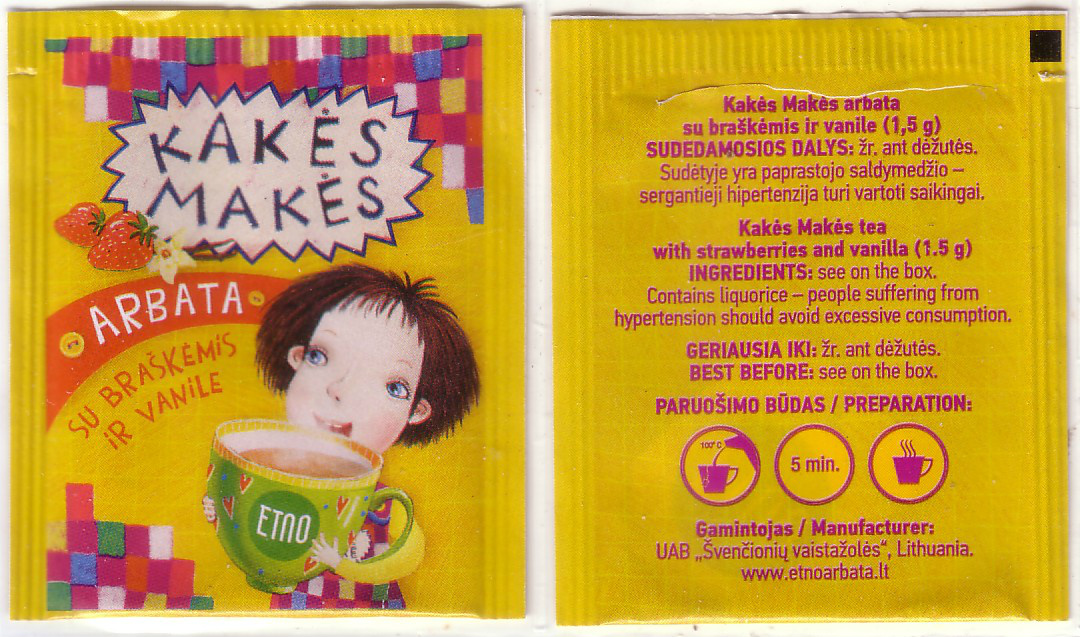 KAKĖS
MAKĖS
ARBATA
SU BRAŠKĖMIS
IR VANILE
ETNO
Kakės Makės arbata
su braškėmis ir vanile (1,5 g)
SUDEDAMOSIOS DALYS: žr. ant dėžutės.
Sudėtyje yra paprastojo saldymedžio –
sergantieji hipertenzija turi vartoti saikingai.
Kakės Makės tea
with strawberries and vanilla (1.5 g)
INGREDIENTS: see on the box.
Contains liquorice – people suffering from
hypertension should avoid excessive consumption.
GERIAUSIA IKI: žr. ant dėžutės.
BEST BEFORE: see on the box.
PARUOŠIMO BŪDAS / PREPARATION:
100° C
5 min.
Gamintojas / Manufacturer:
UAB „Švenčionių vaistažolės“, Lithuania.
www.etnoarbata.lt